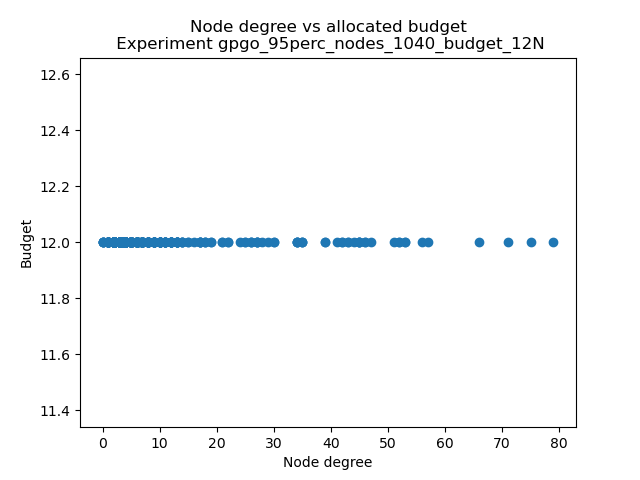 Node degree vs allocated budget
Experiment gpgo_95perc_nodes_1040_budget_12N
12.6
12.4
12.2
12.0
11.8
11.6
11.4
Budget
0 10 20 30 40 50 60 70 80
Node degree